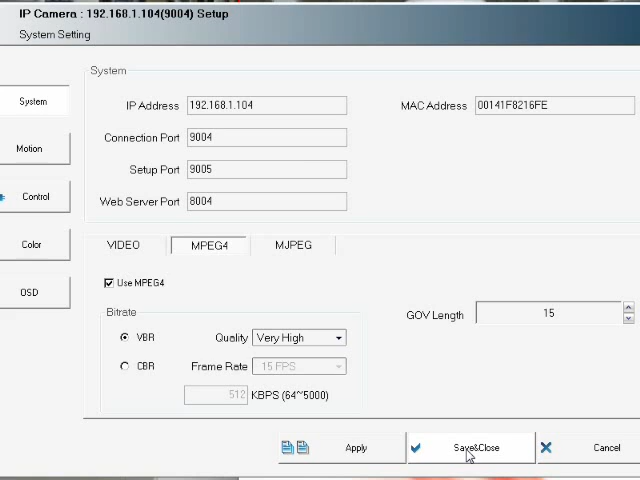 IP Camera : 192.168.1.104(9004) Setup
System Setting
System
Motion
Control
Color
OSD
System
IP Address 192.168.1.104 MAC Address 00141F8216FE
Connection Port 9004
Setup Port 9005
Web Server Port 8004
VIDEO MPEG4 MJPEG
Use MPEG4
Bitrate
VBR Quality Very High GOV Length 15
CBR Frame Rate 15 FPS
512 KBPS (64~5000)
Apply Save&Close Cancel